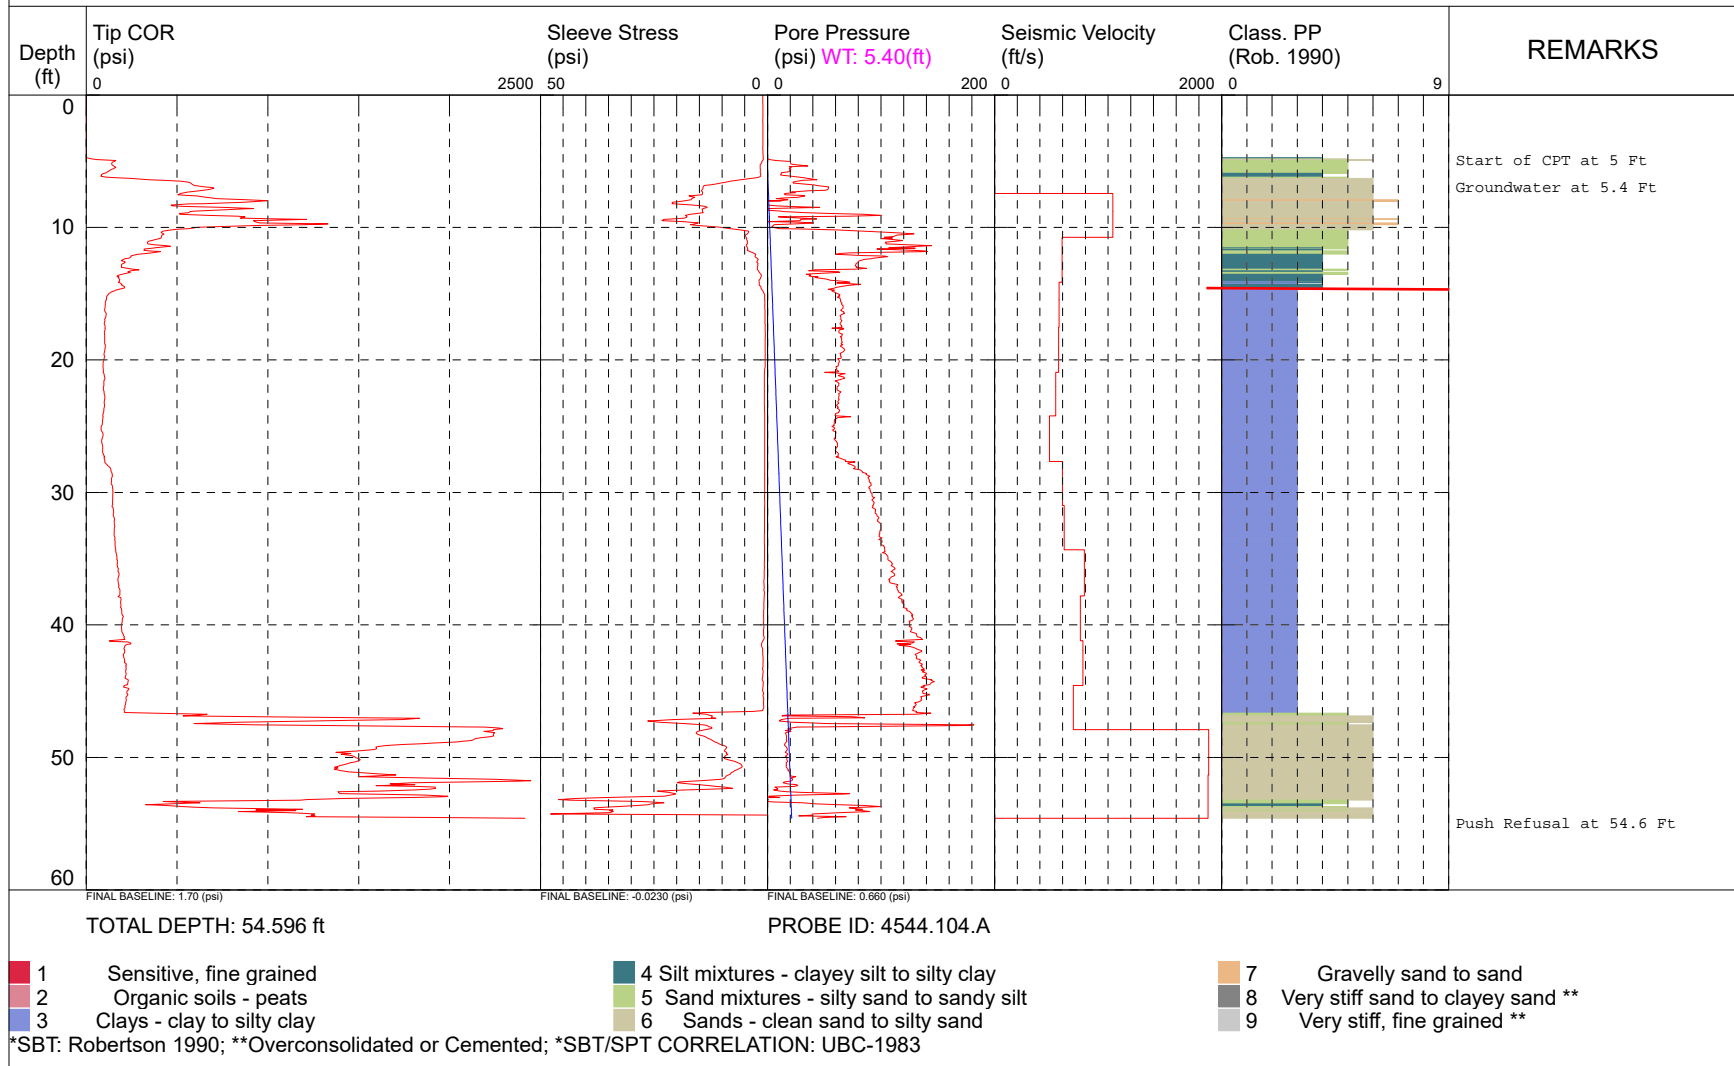 Depth
(ft)
Tip COR
(psi)
0 2500
Sleeve Stress
(psi)
50 0
Pore Pressure
(psi) WT: 5.40(ft)
0 200
Seismic Velocity
(ft/s)
0 2000
Class. PP
(Rob. 1990)
0 9
REMARKS
0
10
20
30
40
50
60
Start of CPT at 5 Ft
Groundwater at 5.4 Ft
Push Refusal at 54.6 Ft
FINAL BASELINE: 1.70 (psi)
FINAL BASELINE: -0.0230 (psi)
FINAL BASELINE: 0.660 (psi)
TOTAL DEPTH: 54.596 ft
PROBE ID: 4544.104.A
1 Sensitive, fine grained
2 Organic soils - peats
3 Clays - clay to silty clay
4 Silt mixtures - clayey silt to silty clay
5 Sand mixtures - silty sand to sandy silt
6 Sands - clean sand to silty sand
7 Gravelly sand to sand
8 Very stiff sand to clayey sand **
9 Very stiff, fine grained **
*SBT: Robertson 1990; **Overconsolidated or Cemented; *SBT/SPT CORRELATION: UBC-1983